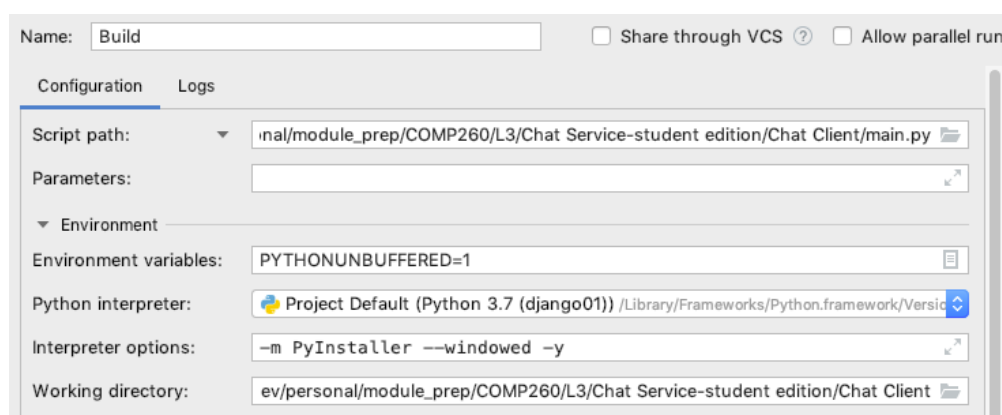 Name: Build Share through VCS ? Allow parallel run
Configuration Logs
Script path: nal/module_prep/COMP260/L3/Chat Service-student edition/Chat Client/main.py
Parameters:
Environment
Environment variables: PYTHONUNBUFFERED=1
Python interpreter: Project Default (Python 3.7 (django01)) /Library/Frameworks/Python.framework/Versio
Interpreter options: -m PyInstaller --windowed -y
Working directory: ev/personal/module_prep/COMP260/L3/Chat Service-student edition/Chat Client